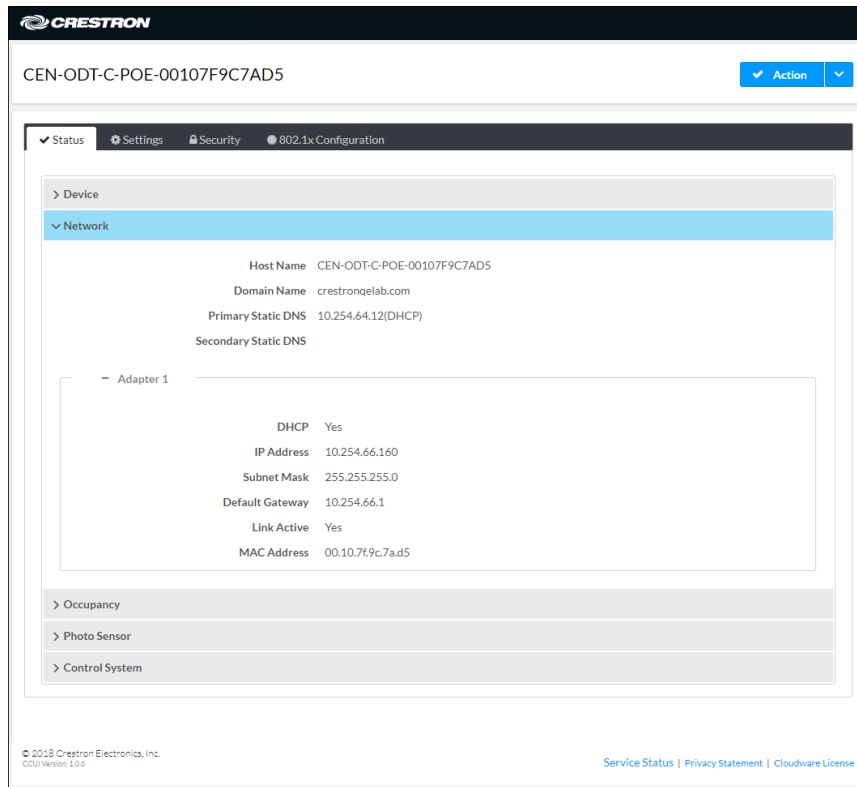 CRESTRON
CEN-ODT-C-POE-00107F9C7AD5
Action
Status Settings Security 802.1x Configuration
Device
Network
Host Name CEN-ODT-C-POE-00107F9C7AD5
Domain Name crestronqelab.com
Primary Static DNS 10.254.64.12(DHCP)
Secondary Static DNS
Adapter 1
DHCP Yes
IP Address 10.254.66.160
Subnet Mask 255.255.255.0
Default Gateway 10.254.66.1
Link Active Yes
MAC Address 00.10.7f.9c.7a.d5
Occupancy
Photo Sensor
Control System
© 2018 Crestron Electronics, Inc.
CCUI Version: 1.0.6
Service Status | Privacy Statement | Cloudware License